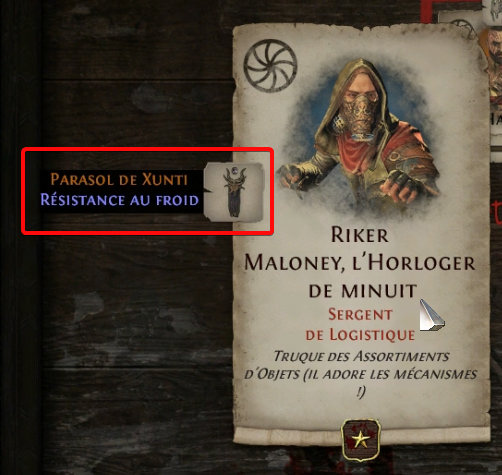 Parasol de Xunti
Résistance au froid
Riker
Maloney, l'Horloger
de minuit
Sergent
de Logistique
Truque des Assortiments
d'Objets (il adore les mécanismes
!)